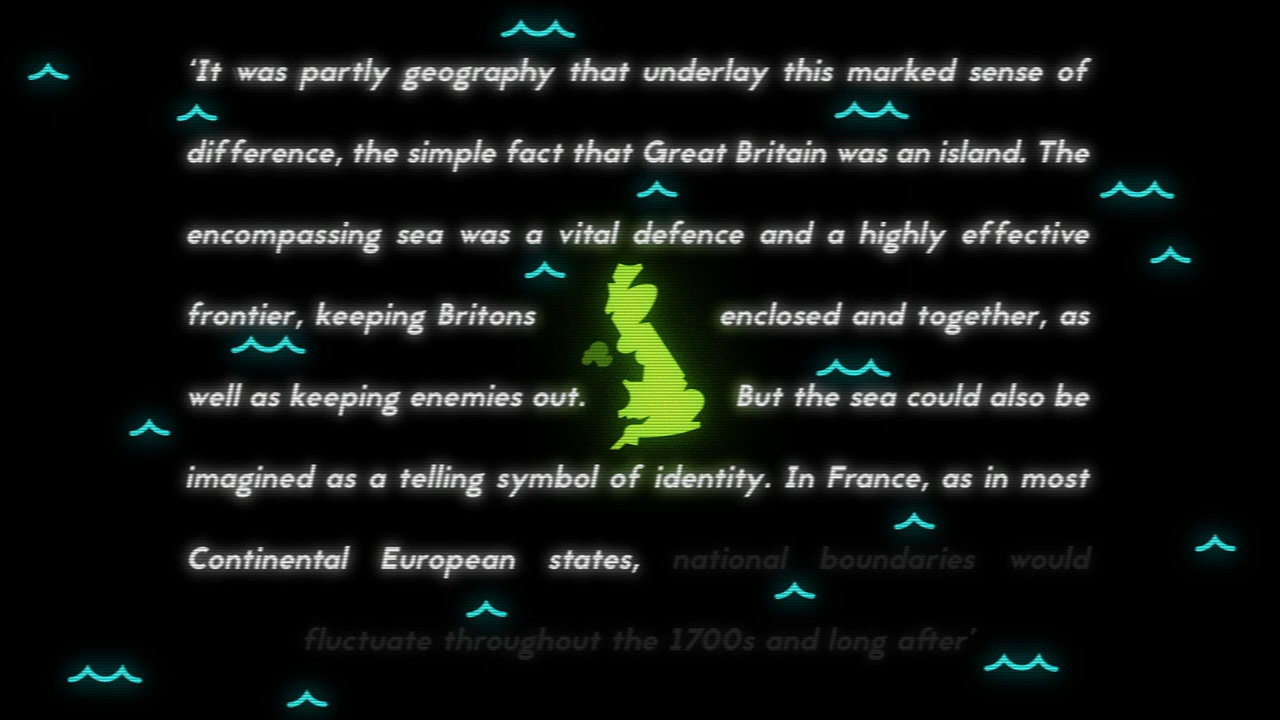 ‘It was partly geography that underlay this marked sense of
difference, the simple fact that Great Britain was an island. The
encompassing sea was a vital defence and a highly effective
frontier, keeping Britons enclosed and together, as
well as keeping enemies out. But the sea could also be
imagined as a telling symbol of identity. In France, as in most
Continental European states, national boundaries would
fluctuate throughout the 1700s and long after’